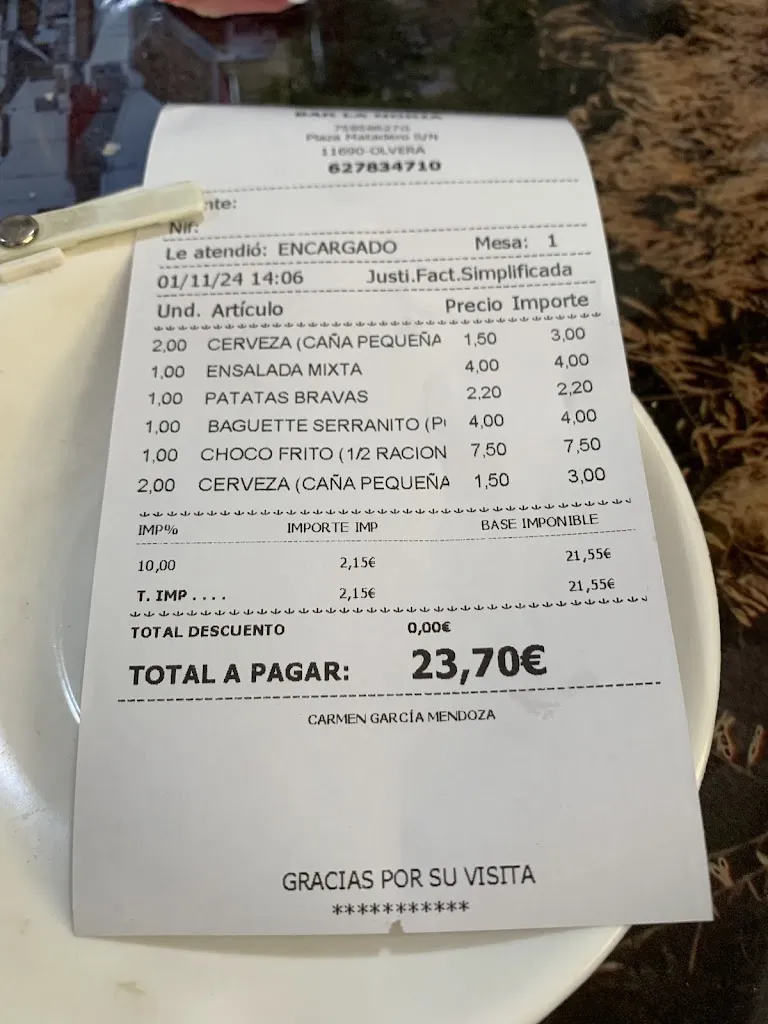 BAR LA NORIA
Plaza Matadero S/N
11690-OLVERA
627834710
nte:
Nif:
Le atendió: ENCARGADO Mesa: 1
01/11/24 14:06 Justi.Fact.Simplificada
Und. Artículo Precio Importe
2,00 CERVEZA (CAÑA PEQUEÑA 1,50 3,00
1,00 ENSALADA MIXTA 4,00 4,00
1,00 PATATAS BRAVAS 2,20 2,20
1,00 BAGUETTE SERRANITO (P 4,00 4,00
1,00 CHOCO FRITO (1/2 RACION 7,50 7,50
2,00 CERVEZA (CAÑA PEQUEÑA 1,50 3,00
IMP% IMPORTE IMP BASE IMPONIBLE
10,00 2,15€ 21,55€
T. IMP .... 2,15€ 21,55€
TOTAL DESCUENTO 0,00€
TOTAL A PAGAR: 23,70€
CARMEN GARCÍA MENDOZA
GRACIAS POR SU VISITA
***********